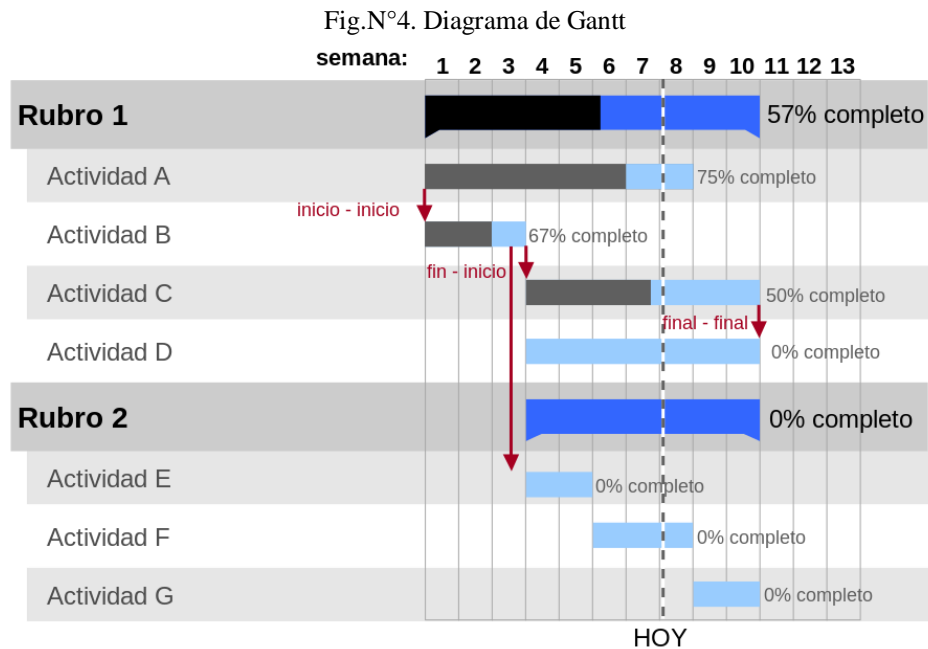 Fig.N°4. Diagrama de Gantt
semana: 1 2 3 4 5 6 7 8 9 10 11 12 13
Rubro 1 57% completo
Actividad A 75% completo
inicio - inicio
Actividad B 67% completo
fin - inicio
Actividad C 50% completo
final - final
Actividad D 0% completo
Rubro 2 0% completo
Actividad E 0% completo
Actividad F 0% completo
Actividad G 0% completo
HOY